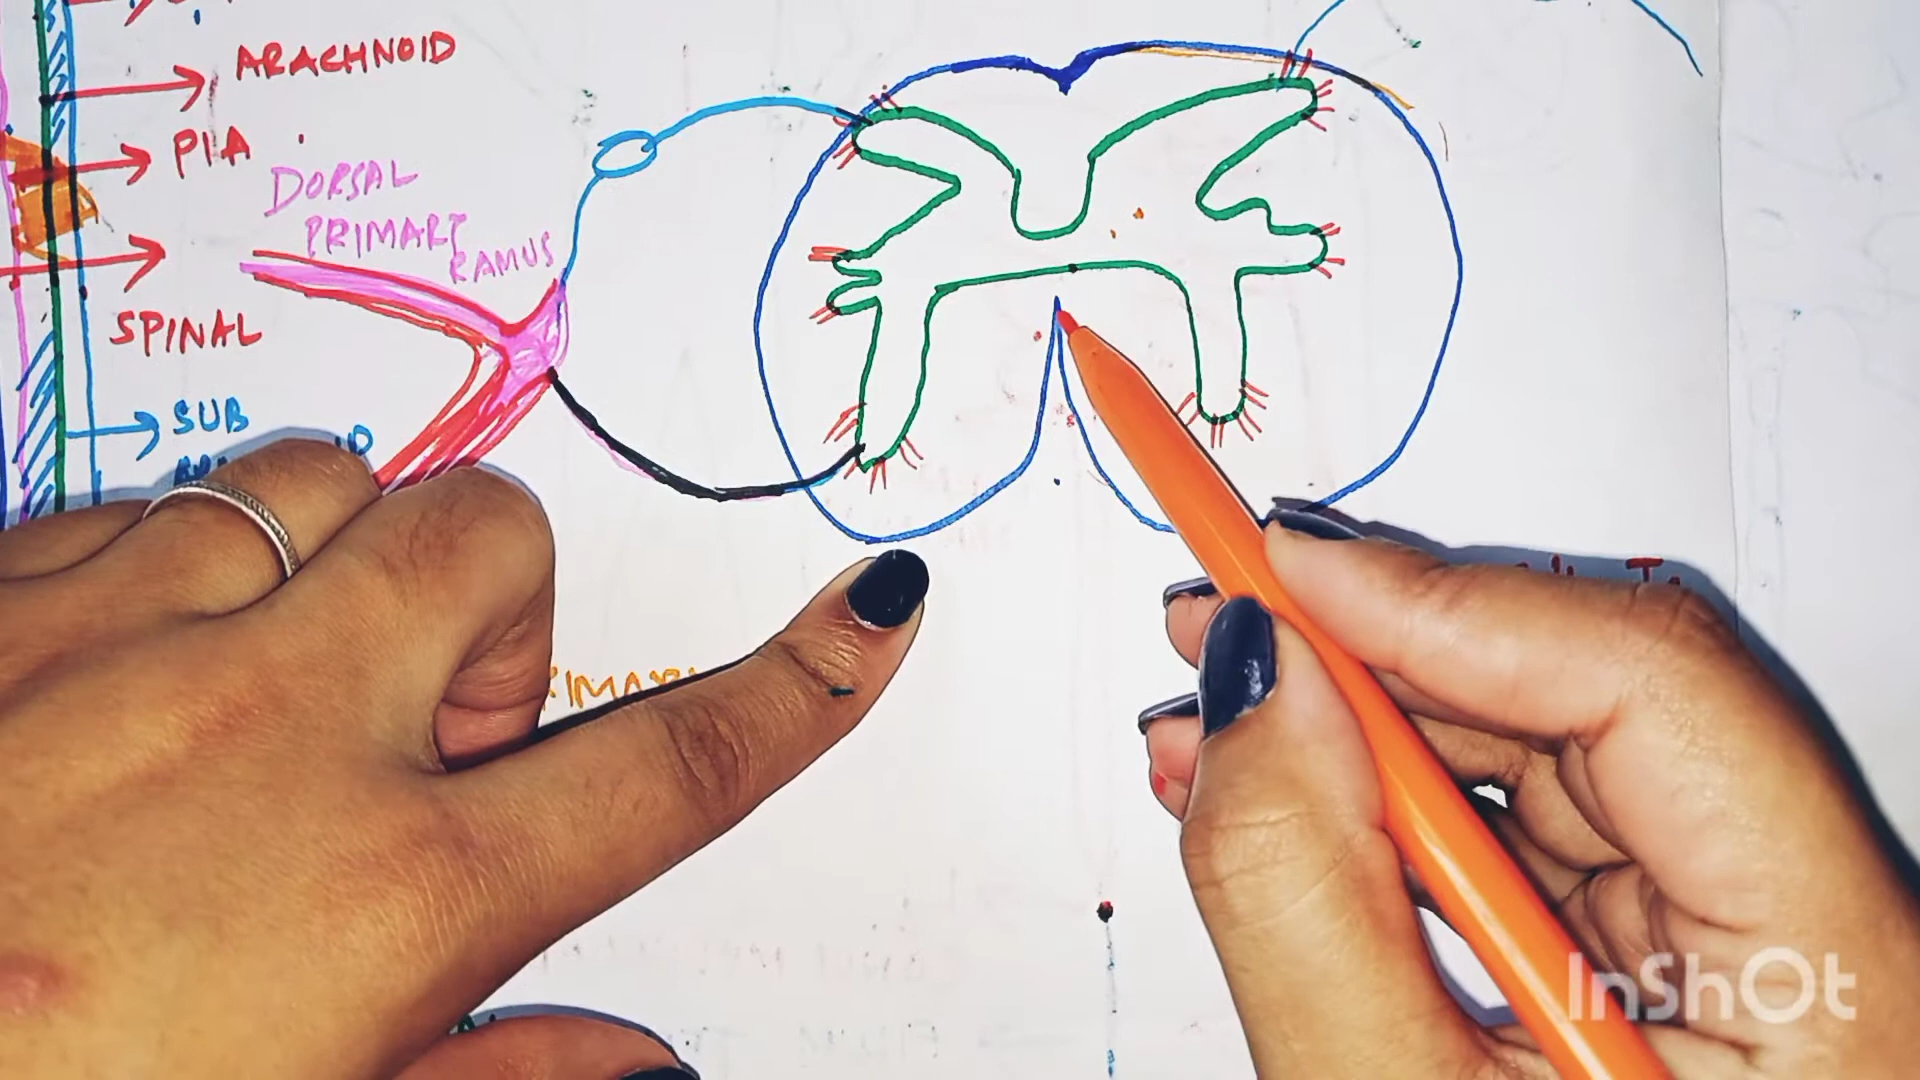 ARACHNOID
PIA
DORSAL
PRIMARY
RAMUS
SPINAL
SUB
InShOt